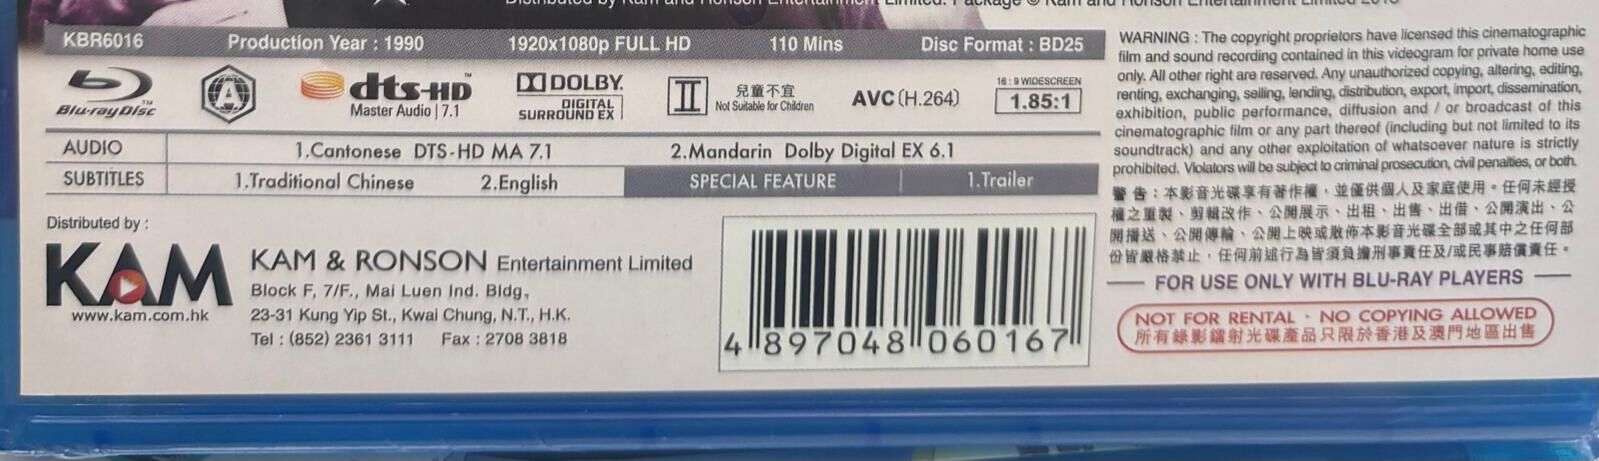 Distributed by Kam and Ronson Entertainment Limited. Package © Kam and Ronson Entertainment Limited
KBR6016 Production Year : 1990 1920x1080p FULL HD 110 Mins Disc Format : BD25
Blu-ray Disc™ A dts-HD™ Master Audio | 7.1 DOLBY. DIGITAL SURROUND EX II 兒童不宜 Not Suitable for Children AVC (H.264) 16 : 9 WIDESCREEN 1.85:1
AUDIO 1.Cantonese DTS-HD MA 7.1 2.Mandarin Dolby Digital EX 6.1
SUBTITLES 1.Traditional Chinese 2.English SPECIAL FEATURE 1.Trailer
Distributed by :
KAM
www.kam.com.hk
KAM & RONSON Entertainment Limited
Block F, 7/F., Mai Luen Ind. Bldg,
23-31 Kung Yip St., Kwai Chung, N.T., H.K.
Tel : (852) 2361 3111 Fax : 2708 3818
4 897048 060167
WARNING : The copyright proprietors have licensed this cinematographic
film and sound recording contained in this videogram for private home use
only. All other right are reserved. Any unauthorized copying, altering, editing,
renting, exchanging, selling, lending, distribution, export, import, dissemination,
exhibition, public performance, diffusion and / or broadcast of this
cinematographic film or any part thereof (including but not limited to its
soundtrack) and any other exploitation of whatsoever nature is strictly
prohibited. Violators will be subject to criminal prosecution, civil penalties, or both.
警告：本影音光碟享有著作權，並僅供個人及家庭使用。任何未經授
權之重製、剪輯改作、公開展示、出租、出售、出借、公開演出、公
開播送、公開傳輸、公開上映或散佈本影音光碟全部或其中之任何部
份皆嚴格禁止，任何前述行為皆須負擔刑事責任及/或民事賠償責任。
FOR USE ONLY WITH BLU-RAY PLAYERS
NOT FOR RENTAL · NO COPYING ALLOWED
所有錄影鐳射光碟產品只限於香港及澳門地區出售